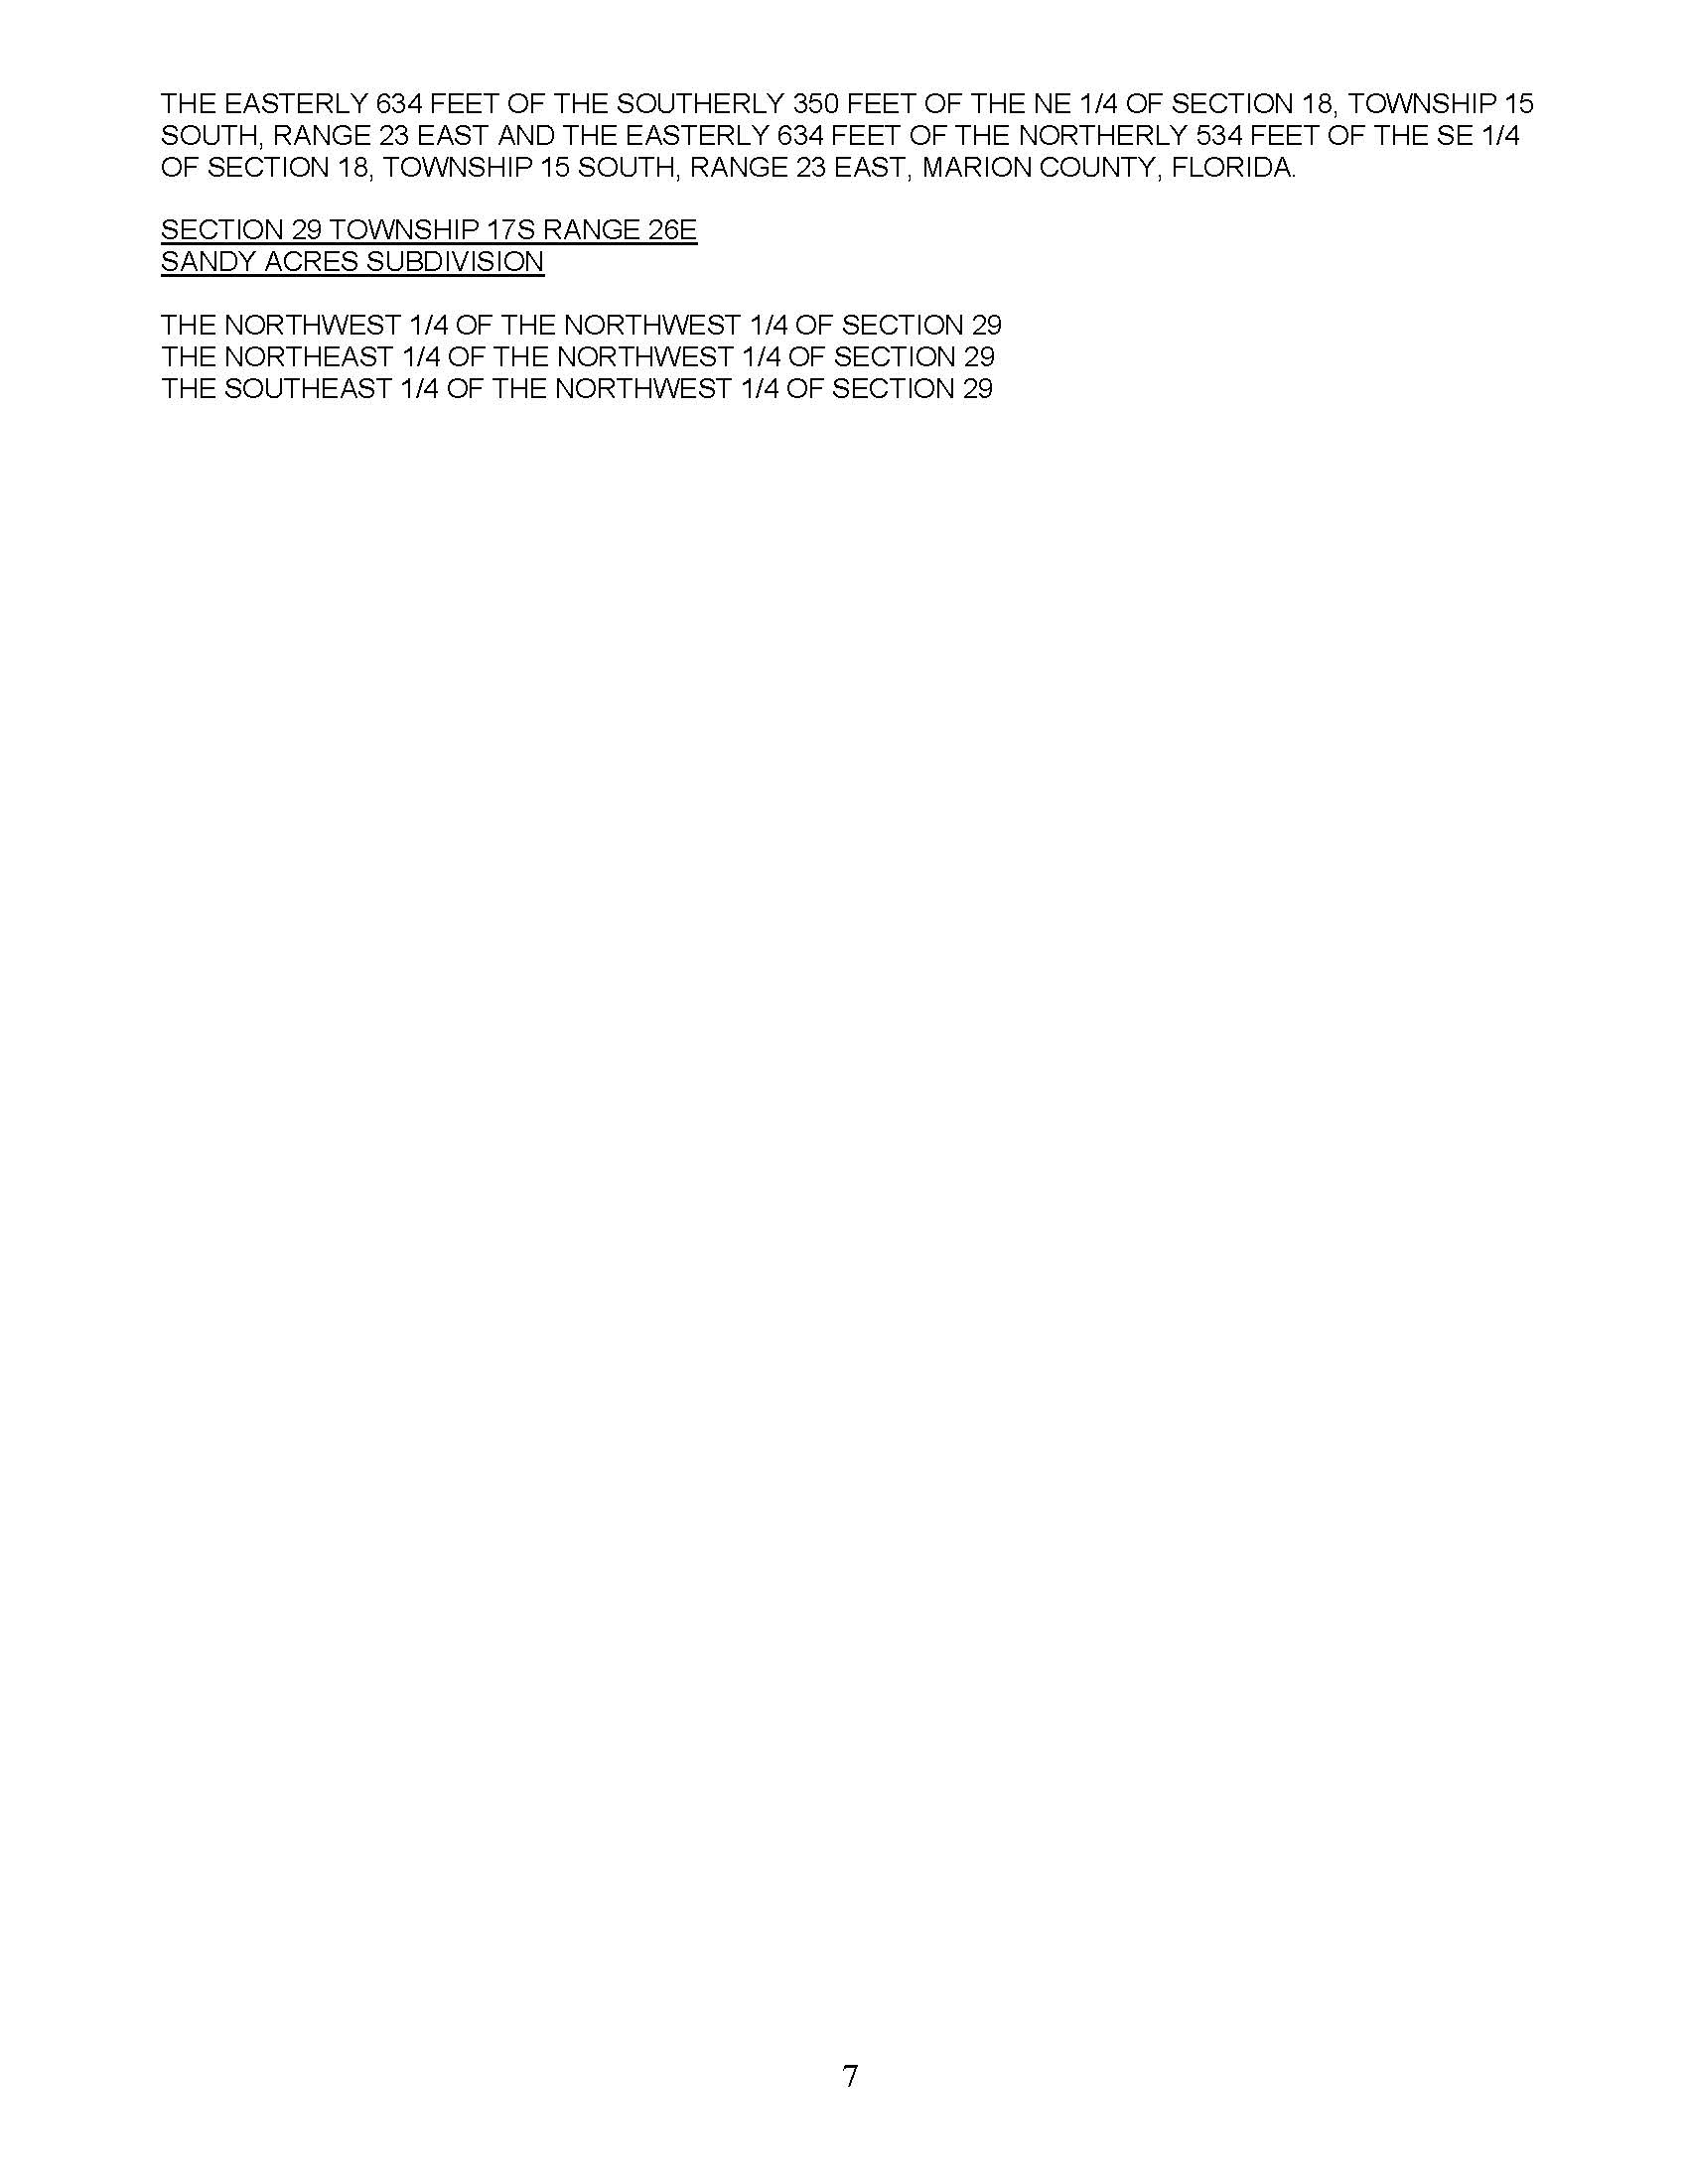 THE EASTERLY 634 FEET OF THE SOUTHERLY 350 FEET OF THE NE 1/4 OF SECTION 18, TOWNSHIP 15
SOUTH, RANGE 23 EAST AND THE EASTERLY 634 FEET OF THE NORTHERLY 534 FEET OF THE SE 1/4
OF SECTION 18, TOWNSHIP 15 SOUTH, RANGE 23 EAST, MARION COUNTY, FLORIDA.
SECTION 29 TOWNSHIP 17S RANGE 26E
SANDY ACRES SUBDIVISION
THE NORTHWEST 1/4 OF THE NORTHWEST 1/4 OF SECTION 29
THE NORTHEAST 1/4 OF THE NORTHWEST 1/4 OF SECTION 29
THE SOUTHEAST 1/4 OF THE NORTHWEST 1/4 OF SECTION 29
7